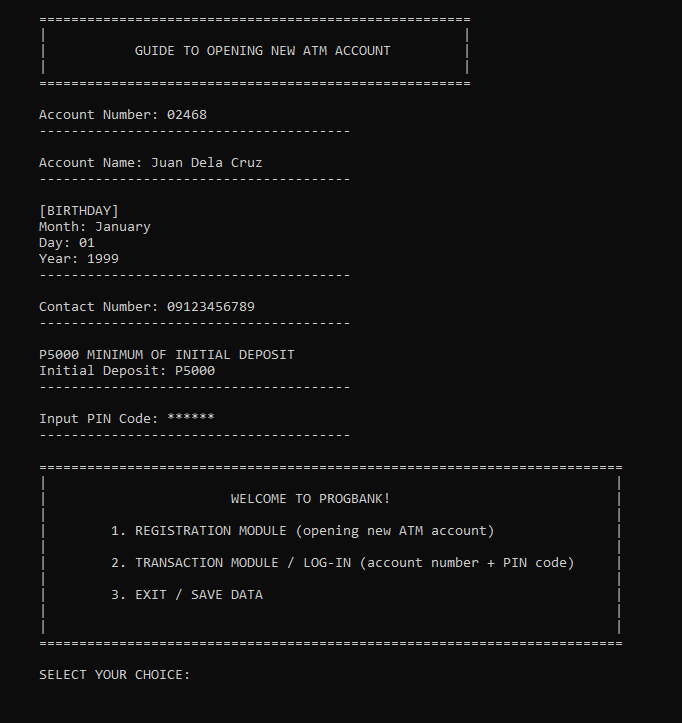 GUIDE TO OPENING NEW ATM ACCOUNT
Account Number: 02468
Account Name: Juan Dela Cruz
[BIRTHDAY]
Month: January
Day: 01
Year: 1999
Contact Number: 09123456789
P5000 MINIMUM OF INITIAL DEPOSIT
Initial Deposit: P5000
Input PIN Code: ******
WELCOME TO PROGBANK!
1. REGISTRATION MODULE (opening new ATM account)
2. TRANSACTION MODULE / LOG-IN (account number + PIN code)
3. EXIT / SAVE DATA
SELECT YOUR CHOICE: